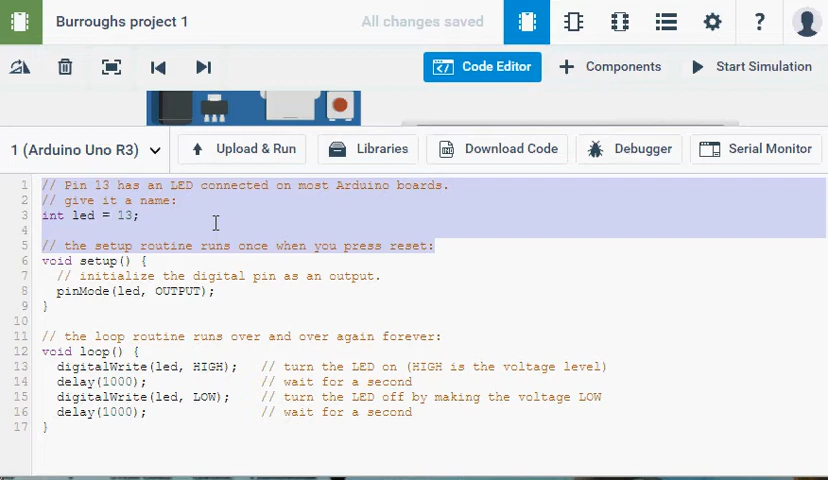 Burroughs project 1
All changes saved
?
Code Editor
+ Components
Start Simulation
1 (Arduino Uno R3)
Upload & Run
Libraries
Download Code
Debugger
Serial Monitor
1 // Pin 13 has an LED connected on most Arduino boards.
2 // give it a name:
3 int led = 13;
4
5 // the setup routine runs once when you press reset:
6 void setup() {
7   // initialize the digital pin as an output.
8   pinMode(led, OUTPUT);
9 }
10
11 // the loop routine runs over and over again forever:
12 void loop() {
13   digitalWrite(led, HIGH);   // turn the LED on (HIGH is the voltage level)
14   delay(1000);               // wait for a second
15   digitalWrite(led, LOW);    // turn the LED off by making the voltage LOW
16   delay(1000);               // wait for a second
17 }